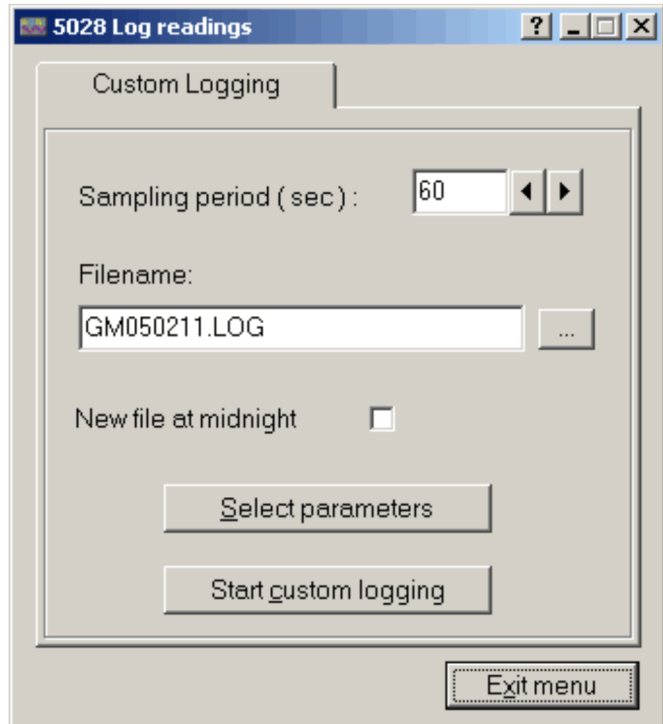 5028 Log readings
Custom Logging
Sampling period ( sec ) : 60
Filename:
GM050211.LOG
...
New file at midnight
Select parameters
Start custom logging
Exit menu